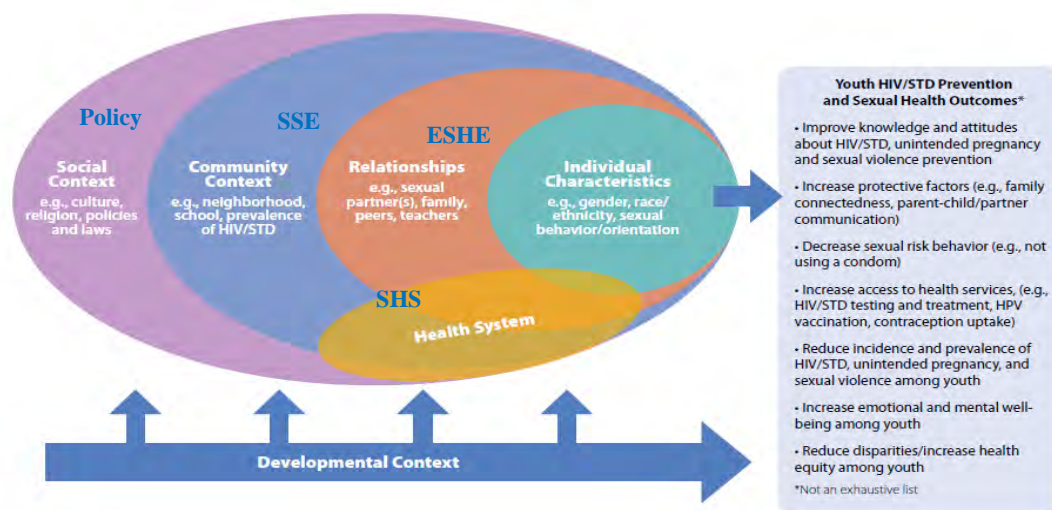 Policy
Social
Context
e.g., culture,
religion, policies
and laws
SSE
Community
Context
e.g., neighborhood,
school, prevalence
of HIV/STD
ESHE
Relationships
e.g., sexual
partner(s), family,
peers, teachers
Individual
Characteristics
e.g., gender, race/
ethnicity, sexual
behavior/orientation
SHS
Health System
Developmental Context
Youth HIV/STD Prevention
and Sexual Health Outcomes*
• Improve knowledge and attitudes
about HIV/STD, unintended pregnancy
and sexual violence prevention
• Increase protective factors (e.g., family
connectedness, parent-child/partner
communication)
• Decrease sexual risk behavior (e.g., not
using a condom)
• Increase access to health services, (e.g.,
HIV/STD testing and treatment, HPV
vaccination, contraception uptake)
• Reduce incidence and prevalence of
HIV/STD, unintended pregnancy, and
sexual violence among youth
• Increase emotional and mental well-
being among youth
• Reduce disparities/increase health
equity among youth
*Not an exhaustive list